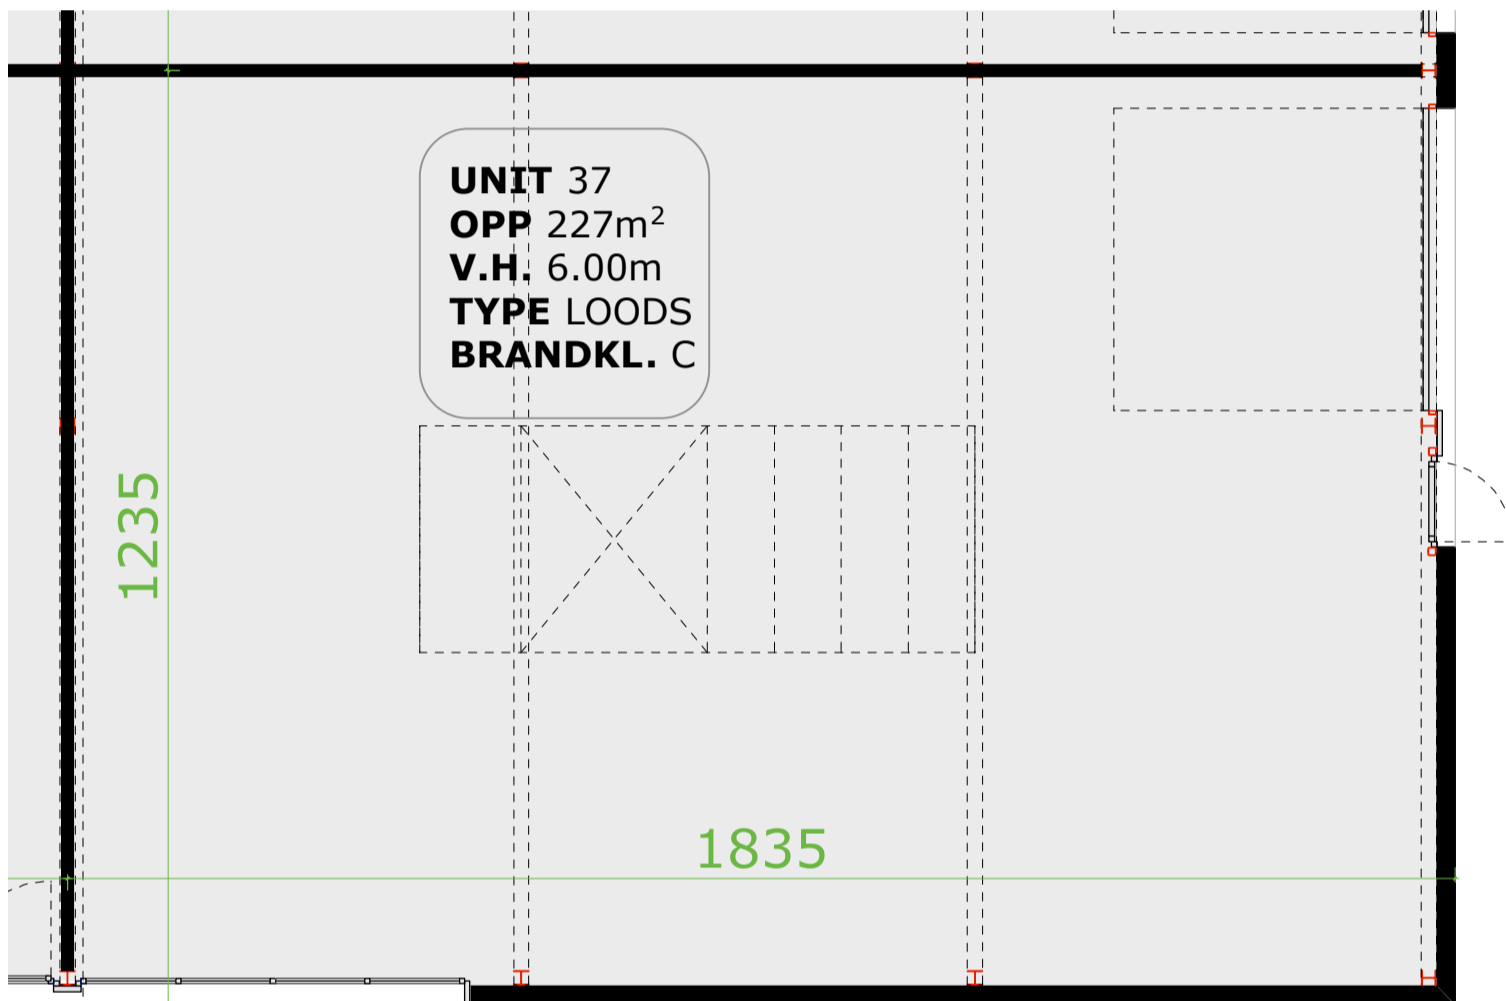 UNIT 37
OPP 227m²
V.H. 6.00m
TYPE LOODS
BRANDKL. C
1235
1835